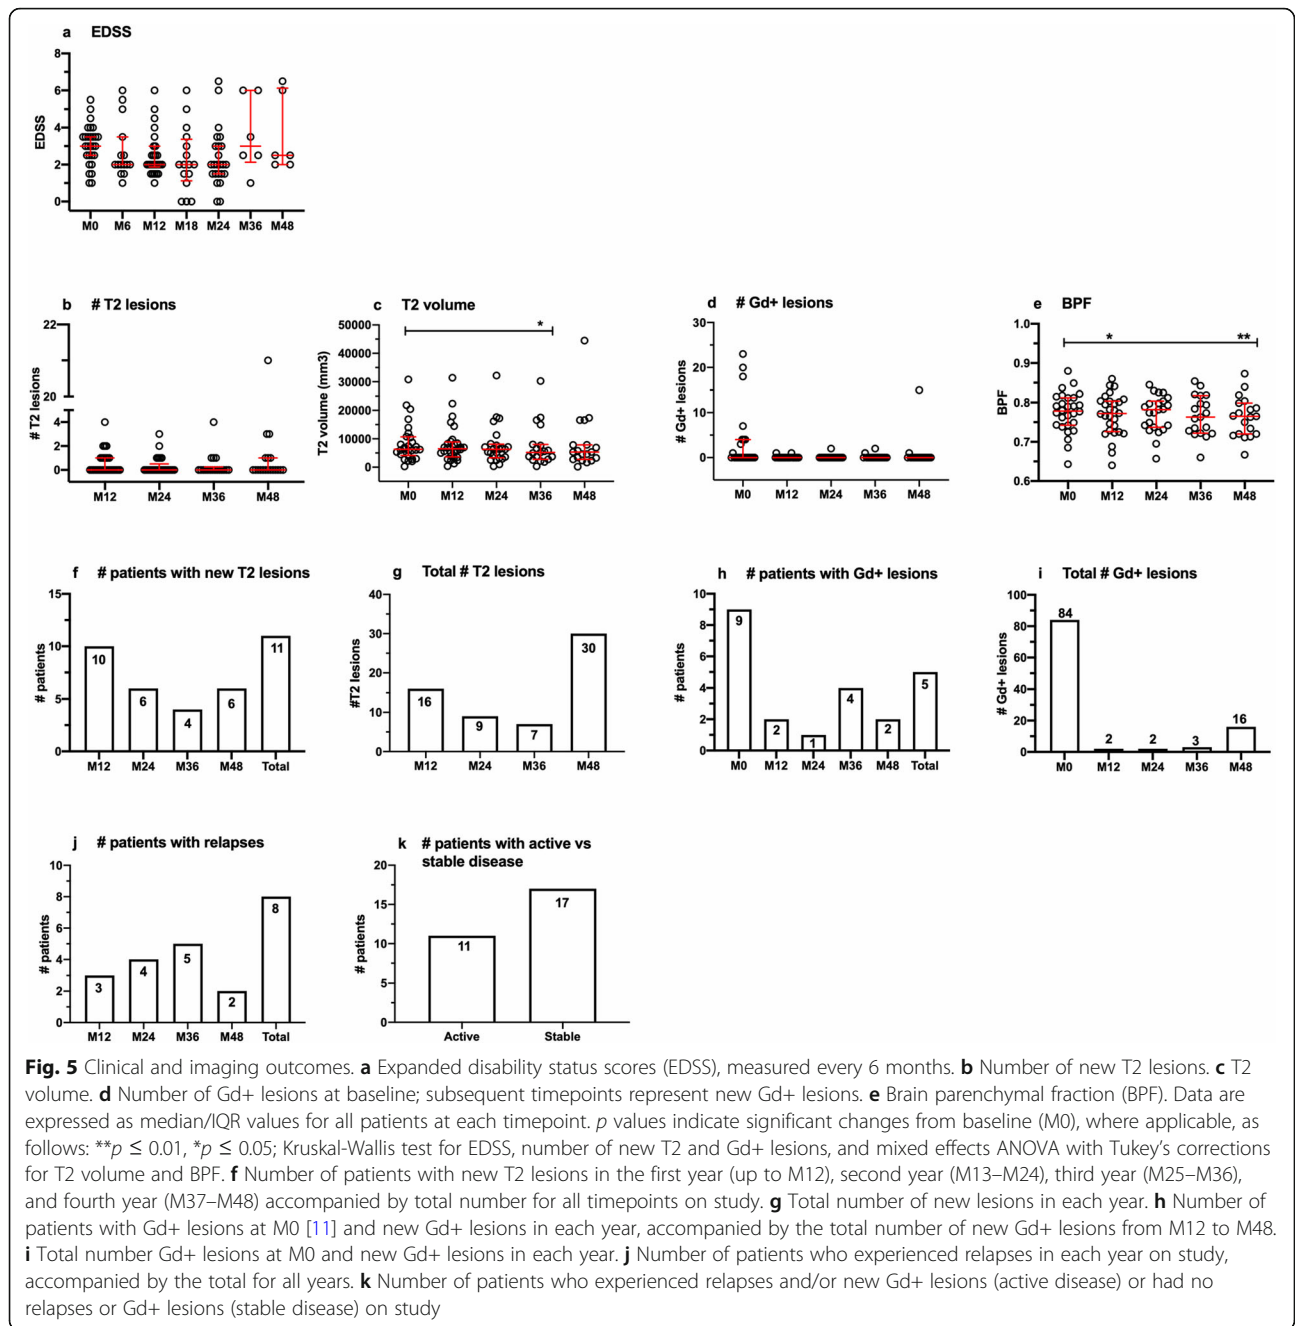 a EDSS
8
6
4
2
0
EDSS
M0 M6 M12 M18 M24 M36 M48
b # T2 lesions
22
20
4
2
0
# T2 lesions
M12 M24 M36 M48
c T2 volume
50000
40000
30000
20000
10000
0
T2 volume (mm3)
*
M0 M12 M24 M36 M48
d # Gd+ lesions
30
20
10
0
# Gd+ lesions
M0 M12 M24 M36 M48
e BPF
1.0
0.9
0.8
0.7
0.6
BPF
* **
M0 M12 M24 M36 M48
f # patients with new T2 lesions
15
10
5
0
# patients
10 6 4 6 11
M12 M24 M36 M48 Total
g Total # T2 lesions
40
30
20
10
0
#T2 lesions
16 9 7 30
M12 M24 M36 M48
h # patients with Gd+ lesions
10
8
6
4
2
0
# patients
9 2 1 4 2 5
M0 M12 M24 M36 M48 Total
i Total # Gd+ lesions
100
80
60
40
20
0
# Gd+ lesions
84 2 2 3 16
M0 M12 M24 M36 M48
j # patients with relapses
10
8
6
4
2
0
# patients
3 4 5 2 8
M12 M24 M36 M48 Total
k # patients with active vs
stable disease
20
15
10
5
0
# patients
11 17
Active Stable
Fig. 5 Clinical and imaging outcomes. a Expanded disability status scores (EDSS), measured every 6 months. b Number of new T2 lesions. c T2
volume. d Number of Gd+ lesions at baseline; subsequent timepoints represent new Gd+ lesions. e Brain parenchymal fraction (BPF). Data are
expressed as median/IQR values for all patients at each timepoint. p values indicate significant changes from baseline (M0), where applicable, as
follows: **p ≤ 0.01, *p ≤ 0.05; Kruskal-Wallis test for EDSS, number of new T2 and Gd+ lesions, and mixed effects ANOVA with Tukey's corrections
for T2 volume and BPF. f Number of patients with new T2 lesions in the first year (up to M12), second year (M13–M24), third year (M25–M36),
and fourth year (M37–M48) accompanied by total number for all timepoints on study. g Total number of new lesions in each year. h Number of
patients with Gd+ lesions at M0 [11] and new Gd+ lesions in each year, accompanied by the total number of new Gd+ lesions from M12 to M48.
i Total number Gd+ lesions at M0 and new Gd+ lesions in each year. j Number of patients who experienced relapses in each year on study,
accompanied by the total for all years. k Number of patients who experienced relapses and/or new Gd+ lesions (active disease) or had no
relapses or Gd+ lesions (stable disease) on study